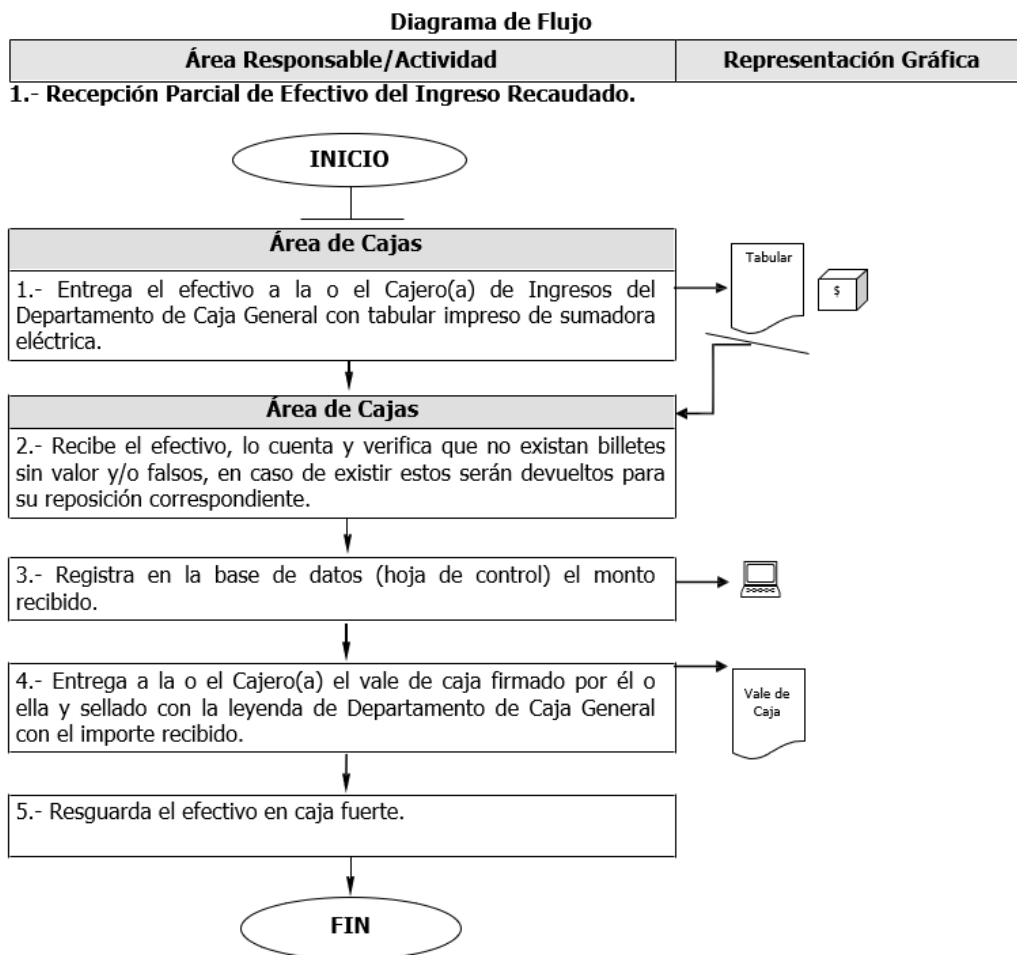 Diagrama de Flujo
Área Responsable/Actividad
Representación Gráfica
1.- Recepción Parcial de Efectivo del Ingreso Recaudado.
INICIO
Área de Cajas
1.- Entrega el efectivo a la o el Cajero(a) de Ingresos del
Departamento de Caja General con tabular impreso de sumadora
eléctrica.
Tabular
$
Área de Cajas
2.- Recibe el efectivo, lo cuenta y verifica que no existan billetes
sin valor y/o falsos, en caso de existir estos serán devueltos para
su reposición correspondiente.
3.- Registra en la base de datos (hoja de control) el monto
recibido.
4.- Entrega a la o el Cajero(a) el vale de caja firmado por él o
ella y sellado con la leyenda de Departamento de Caja General
con el importe recibido.
Vale de
Caja
5.- Resguarda el efectivo en caja fuerte.
FIN